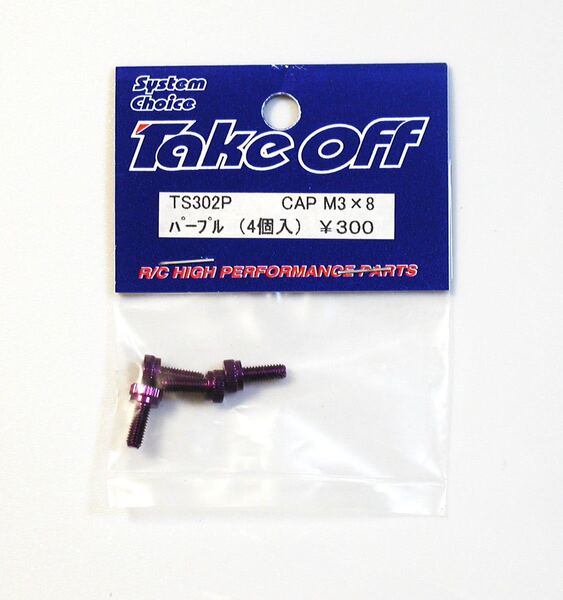 System
Choice
Take Off
TS302P CAP M3×8
ﾊﾟｰﾌﾟﾙ (4個入) ￥300
R/C HIGH PERFORMANCE PARTS